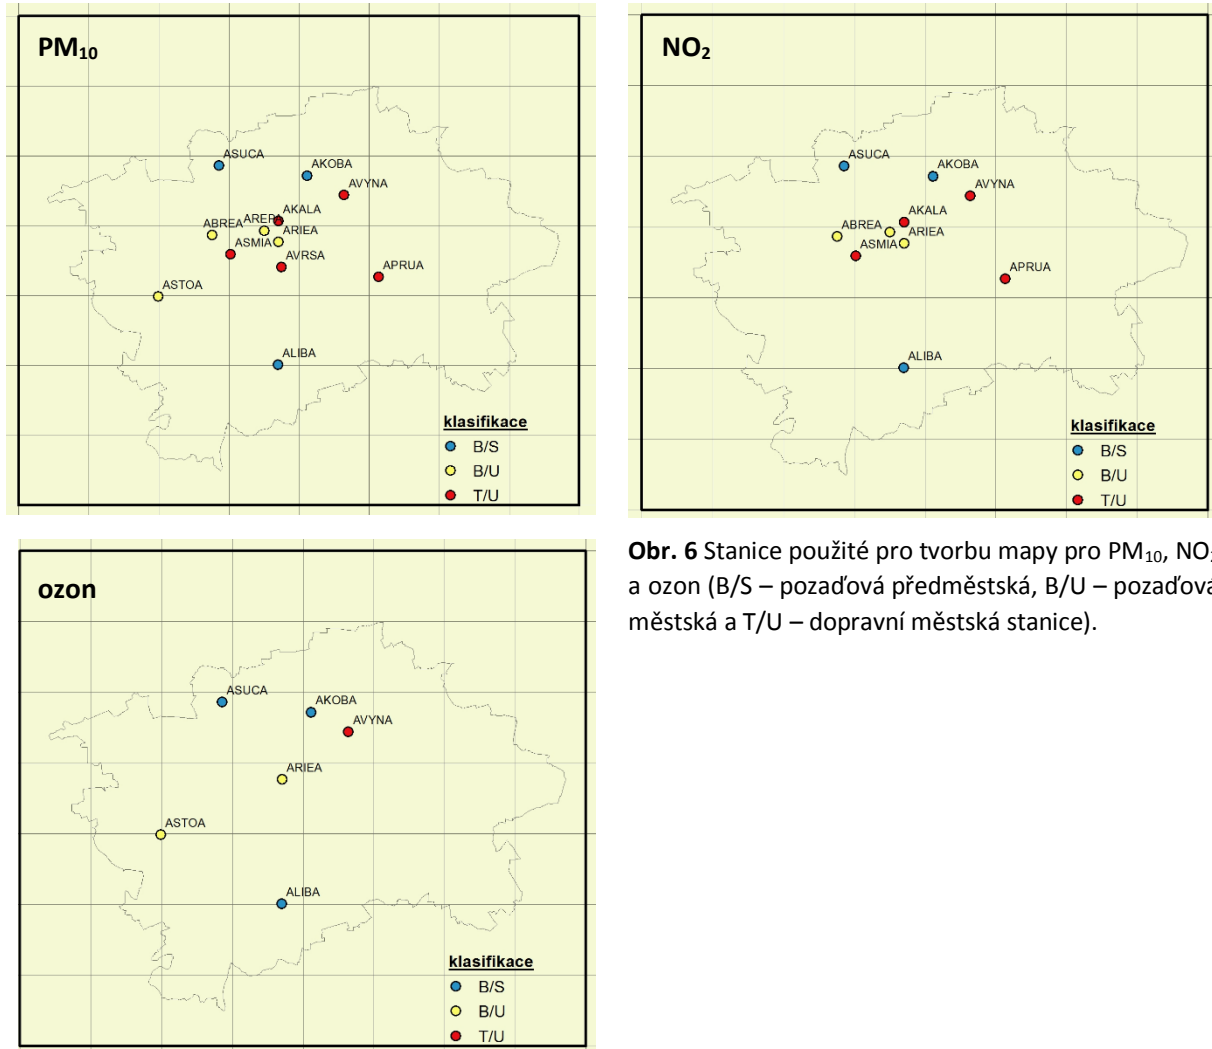 PM₁₀
ASUCA
AKOBA
AVYNA
AKALA
ABREA
ARIEA
ASMIA
AVRSA
APRUA
ASTOA
ALIBA
klasifikace
B/S
B/U
T/U
NO₂
ASUCA
AKOBA
AVYNA
AKALA
ABREA
ARIEA
ASMIA
APRUA
ALIBA
klasifikace
B/S
B/U
T/U
ozon
ASUCA
AKOBA
AVYNA
ARIEA
ASTOA
ALIBA
klasifikace
B/S
B/U
T/U
Obr. 6 Stanice použité pro tvorbu mapy pro PM₁₀, NO₂
a ozon (B/S – pozaďová předměstská, B/U – pozaďová
městská a T/U – dopravní městská stanice).